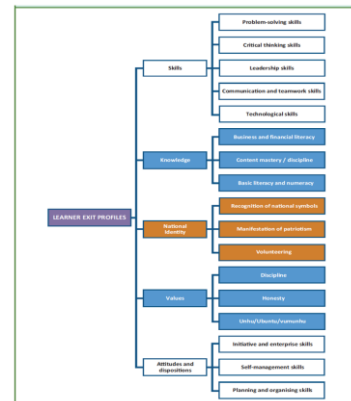 Problem-solving skills
Critical thinking skills
Skills
Leadership skills
Communication and teamwork skills
Technological skills
Business and financial literacy
Knowledge
Content mastery / discipline
Basic literacy and numeracy
LEARNER EXIT PROFILES
Recognition of national symbols
National
Identity
Manifestation of patriotism
Volunteering
Discipline
Values
Honesty
Unhu/Ubuntu/vumunhu
Initiative and enterprise skills
Attitudes and
dispositions
Self-management skills
Planning and organising skills